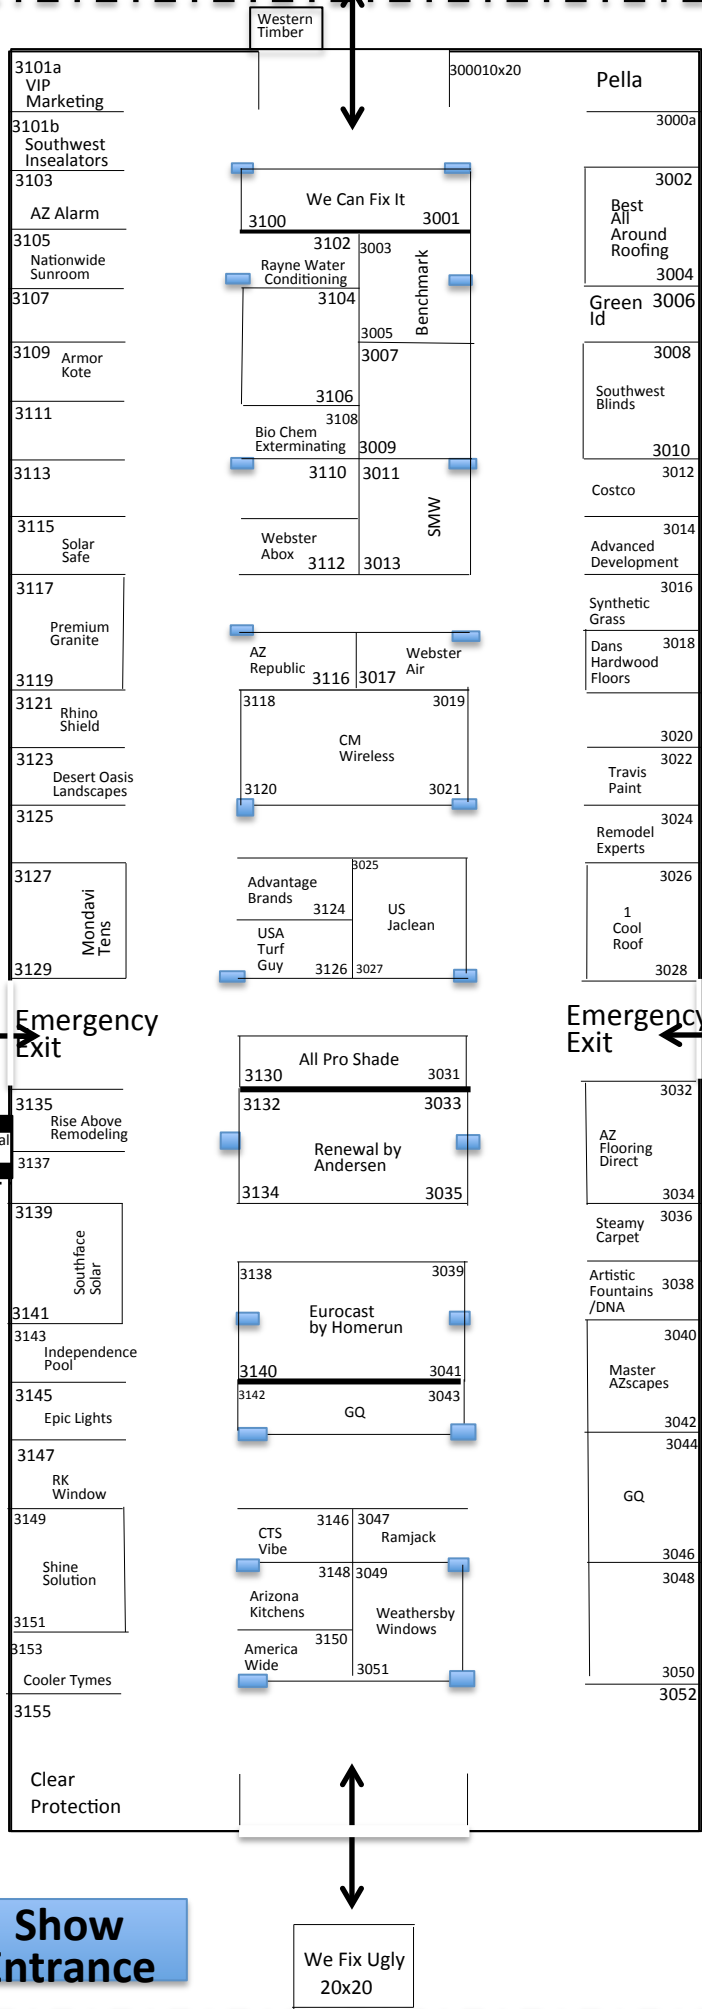 Western
Timber
3101a
VIP
Marketing
300010x20
Pella
3101b
Southwest
Insealators
3000a
3103
AZ Alarm
We Can Fix It
3100
3001
3002
Best
All
Around
Roofing
3004
3105
Nationwide
Sunroom
3102
Rayne Water
Conditioning
3104
3003
Benchmark
3005
3107
Green
Id
3006
3109
Armor
Kote
3106
3007
3008
Southwest
Blinds
3010
3111
3108
Bio Chem
Exterminating
3009
3113
3110
3011
SMW
3012
Costco
3115
Solar
Safe
Webster
Abox
3112
3013
3014
Advanced
Development
3117
Premium
Granite
3119
3016
Synthetic
Grass
AZ
Republic
3116
3017
Webster
Air
Dans
Hardwood
Floors
3018
3121
Rhino
Shield
3118
3019
CM
Wireless
3120
3021
3020
3123
Desert Oasis
Landscapes
3022
Travis
Paint
3125
3024
Remodel
Experts
3127
Mondavi
Tens
3129
Advantage
Brands
3124
3025
US
Jaclean
3027
USA
Turf
Guy
3126
3026
1
Cool
Roof
3028
Emergency
Exit
Emergency
Exit
All Pro Shade
3130
3031
3135
Rise Above
Remodeling
3132
3033
Renewal by
Andersen
3134
3035
3032
AZ
Flooring
Direct
3034
al
3137
3139
Southface
Solar
3141
3036
Steamy
Carpet
3138
3039
Eurocast
by Homerun
3140
3041
Artistic
Fountains
/DNA
3038
3143
Independence
Pool
3040
Master
AZscapes
3042
3145
Epic Lights
3142
3043
GQ
3147
RK
Window
3044
GQ
3046
3149
Shine
Solution
3151
CTS
Vibe
3146
3047
Ramjack
3148
Arizona
Kitchens
3049
Weathersby
Windows
3051
3048
3050
3153
Cooler Tymes
3150
America
Wide
3052
3155
Clear
Protection
Show
Entrance
We Fix Ugly
20x20